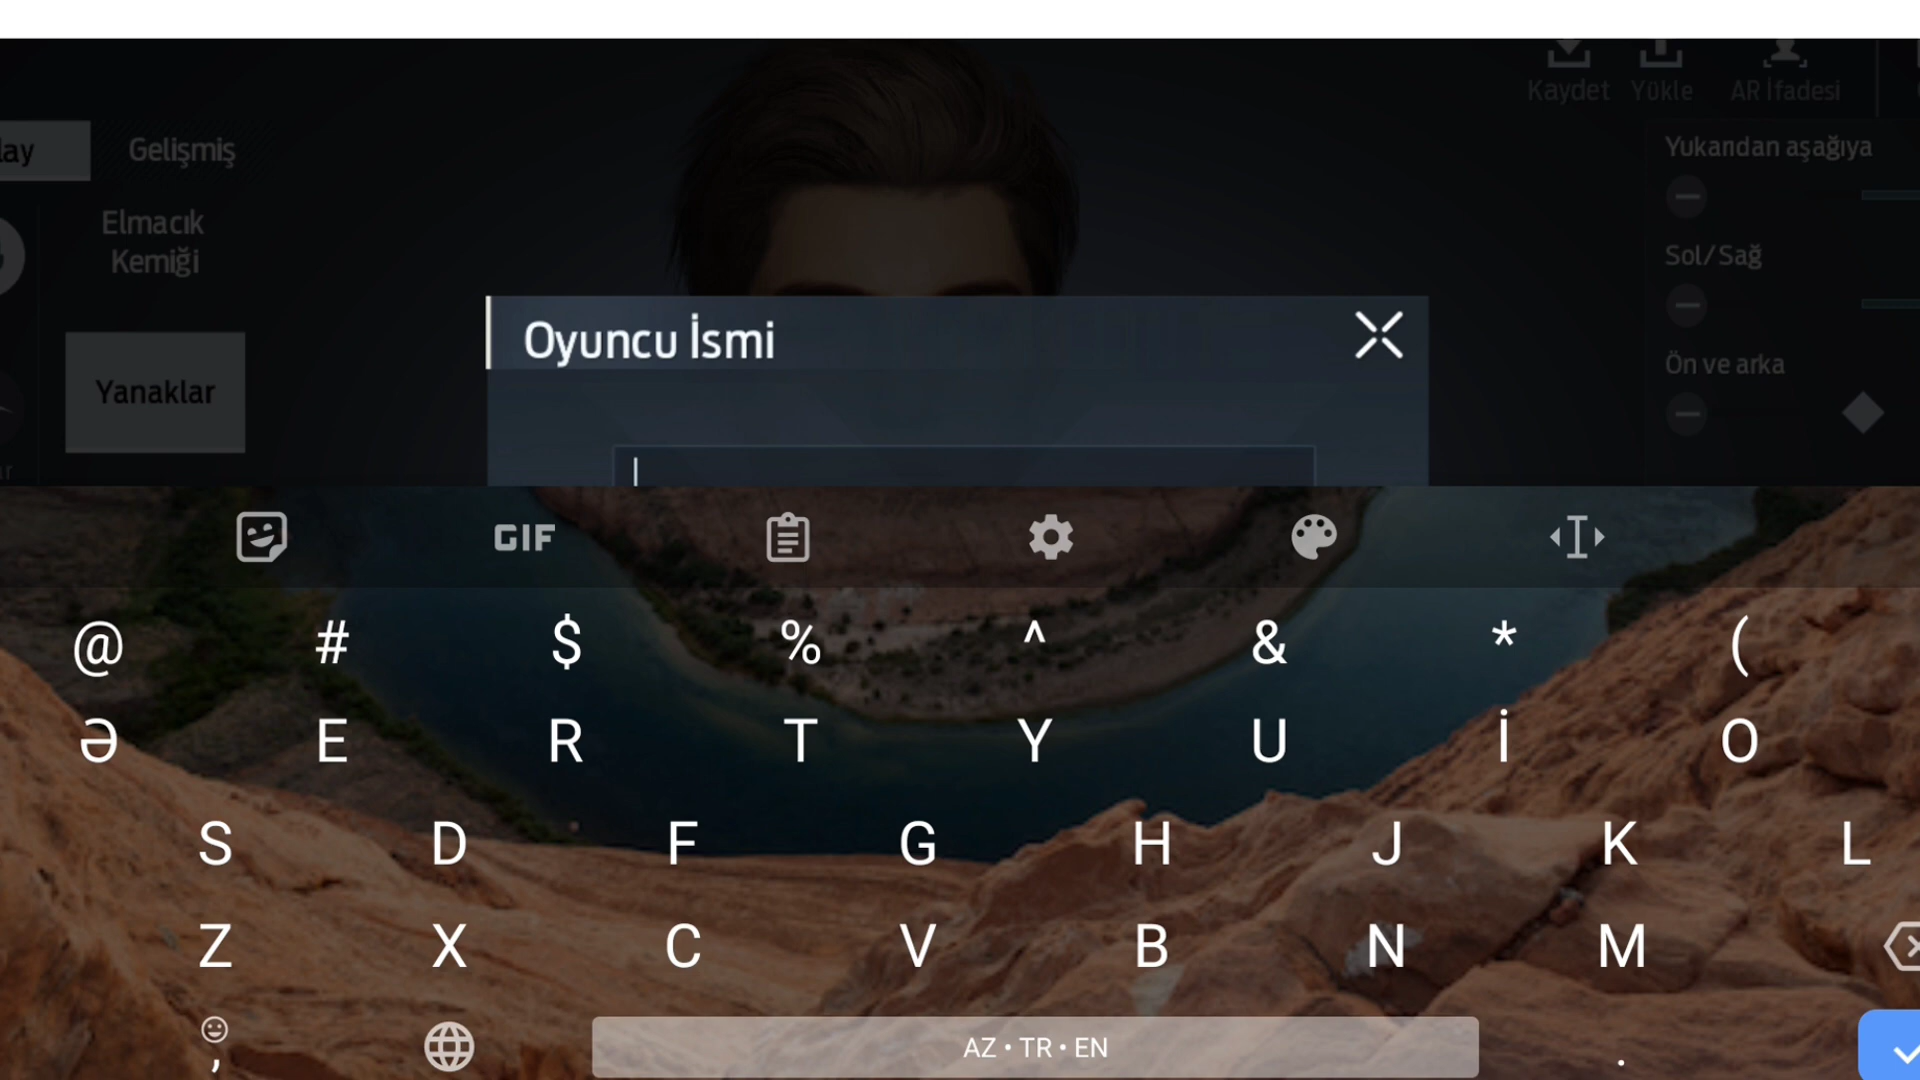 Kaydet Yükle AR İfadesi
lay Gelişmiş
Yukarıdan aşağıya
Elmacık
Kemiği
Sol/Sağ
Oyuncu İsmi
Ön ve arka
Yanaklar
GIF
@ # $ % ^ & * (
Ə E R T Y U İ O
S D F G H J K L
Z X C V B N M
, AZ • TR • EN .